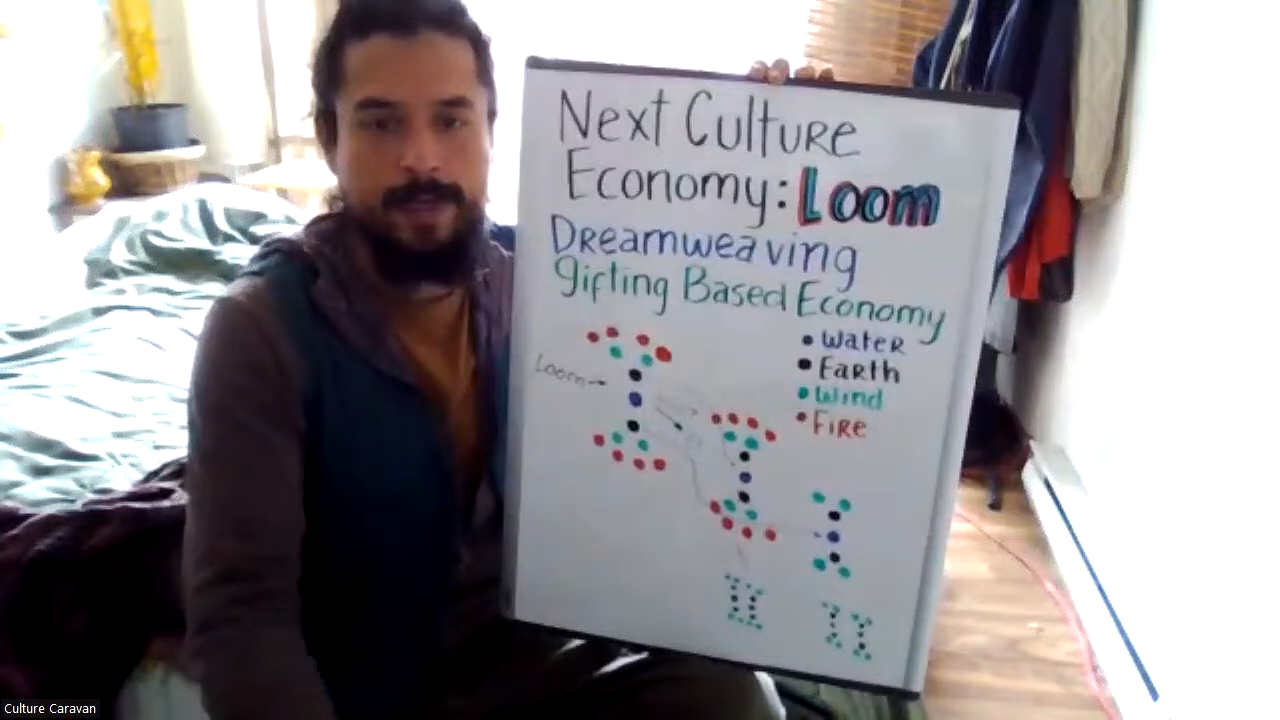 Next Culture
Economy: Loom
Dreamweaving
Gifting Based Economy
Water
Earth
Wind
Fire
Loom
Culture Caravan